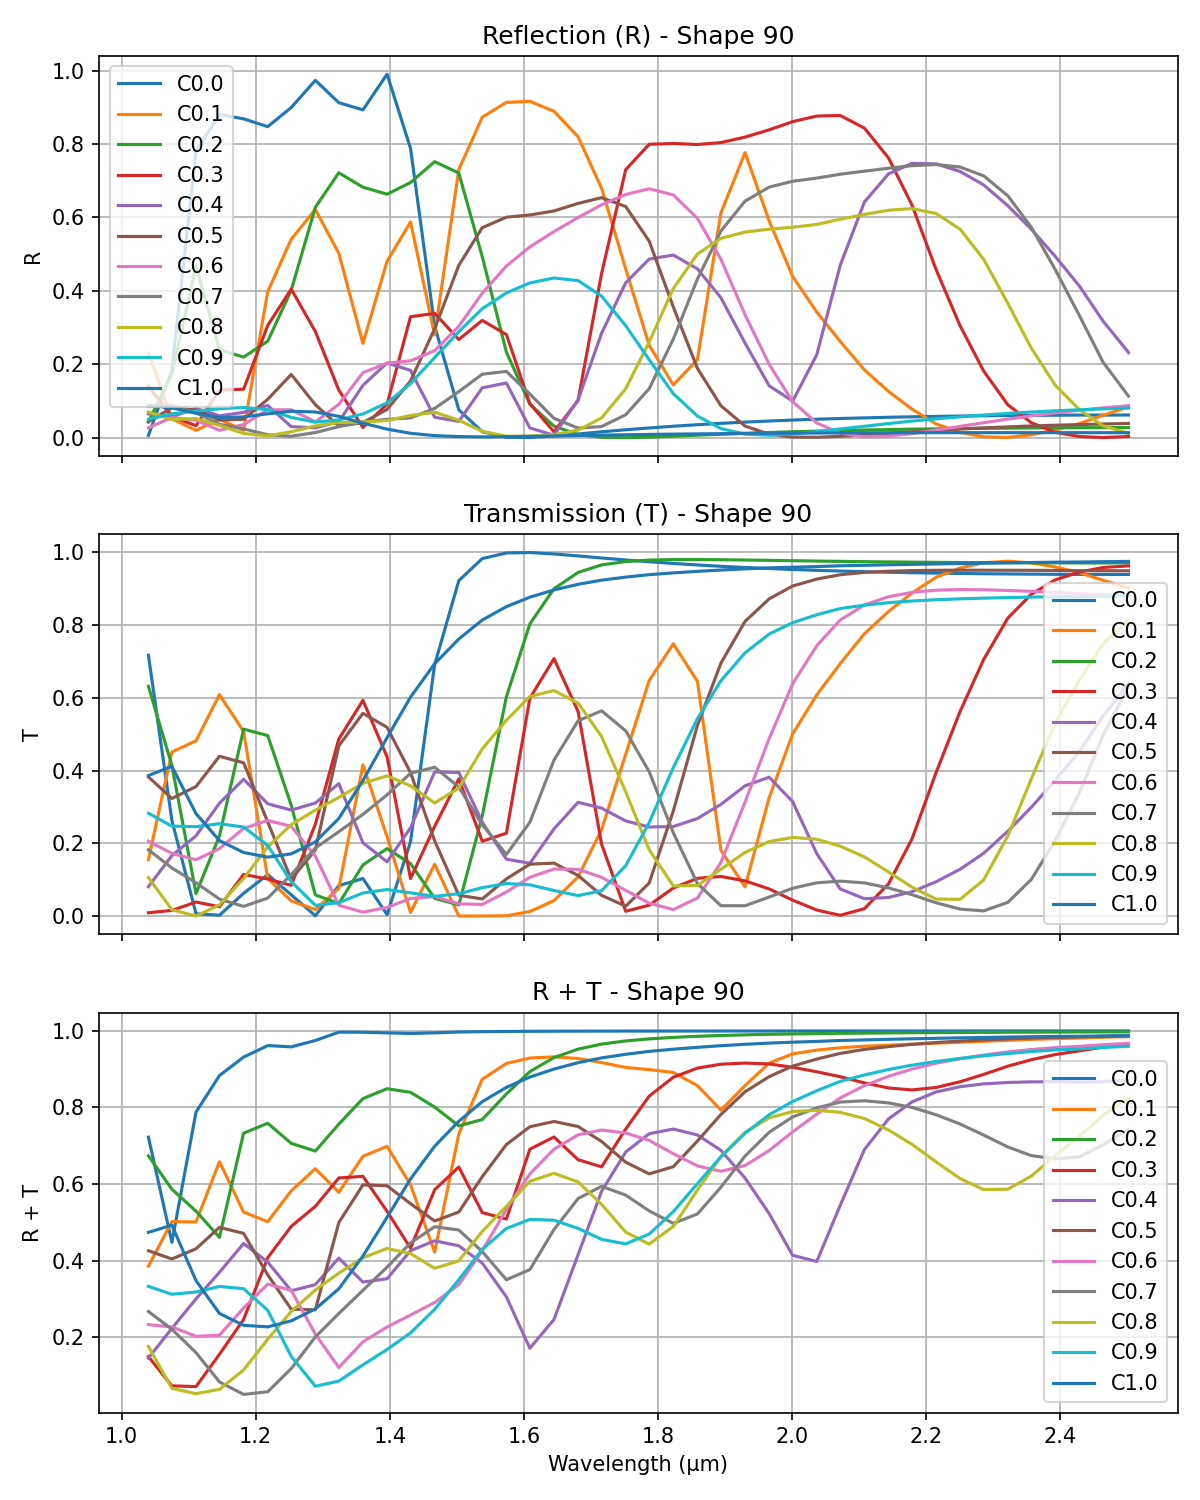 Reflection (R) - Shape 90
1.0
0.8
0.6
0.4
0.2
0.0
R
C0.0
C0.1
C0.2
C0.3
C0.4
C0.5
C0.6
C0.7
C0.8
C0.9
C1.0
Transmission (T) - Shape 90
1.0
0.8
0.6
0.4
0.2
0.0
T
C0.0
C0.1
C0.2
C0.3
C0.4
C0.5
C0.6
C0.7
C0.8
C0.9
C1.0
R + T - Shape 90
1.0
0.8
0.6
0.4
0.2
R + T
C0.0
C0.1
C0.2
C0.3
C0.4
C0.5
C0.6
C0.7
C0.8
C0.9
C1.0
1.0 1.2 1.4 1.6 1.8 2.0 2.2 2.4
Wavelength (μm)